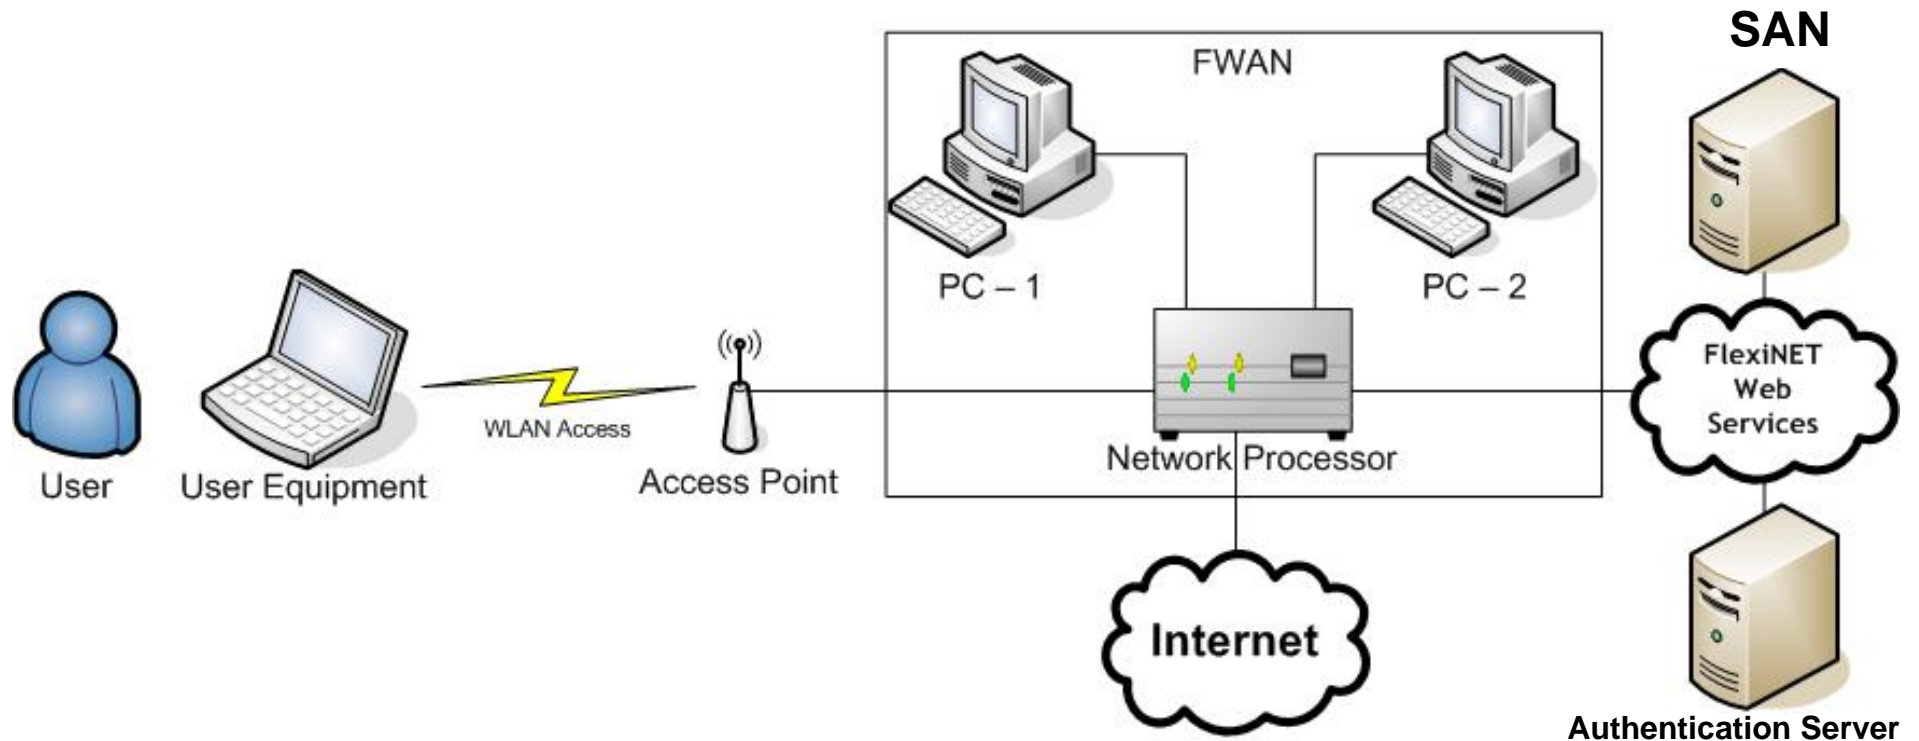 SAN
FWAN
PC – 1
PC – 2
FlexiNET
Web
Services
WLAN Access
User
User Equipment
Access Point
Network Processor
Internet
Authentication Server